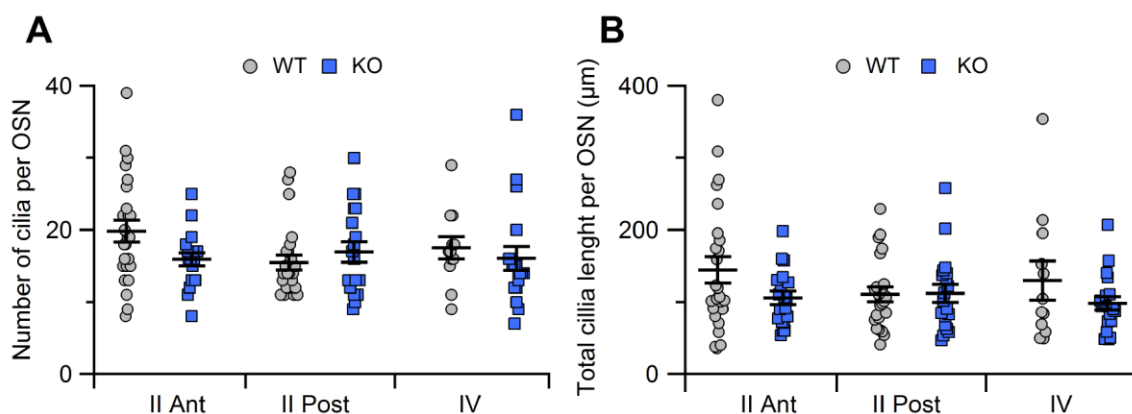 A
WT KO
Number of cilia per OSN
40
20
0
II Ant II Post IV
B
WT KO
Total cillia lenght per OSN (µm)
400
200
0
II Ant II Post IV